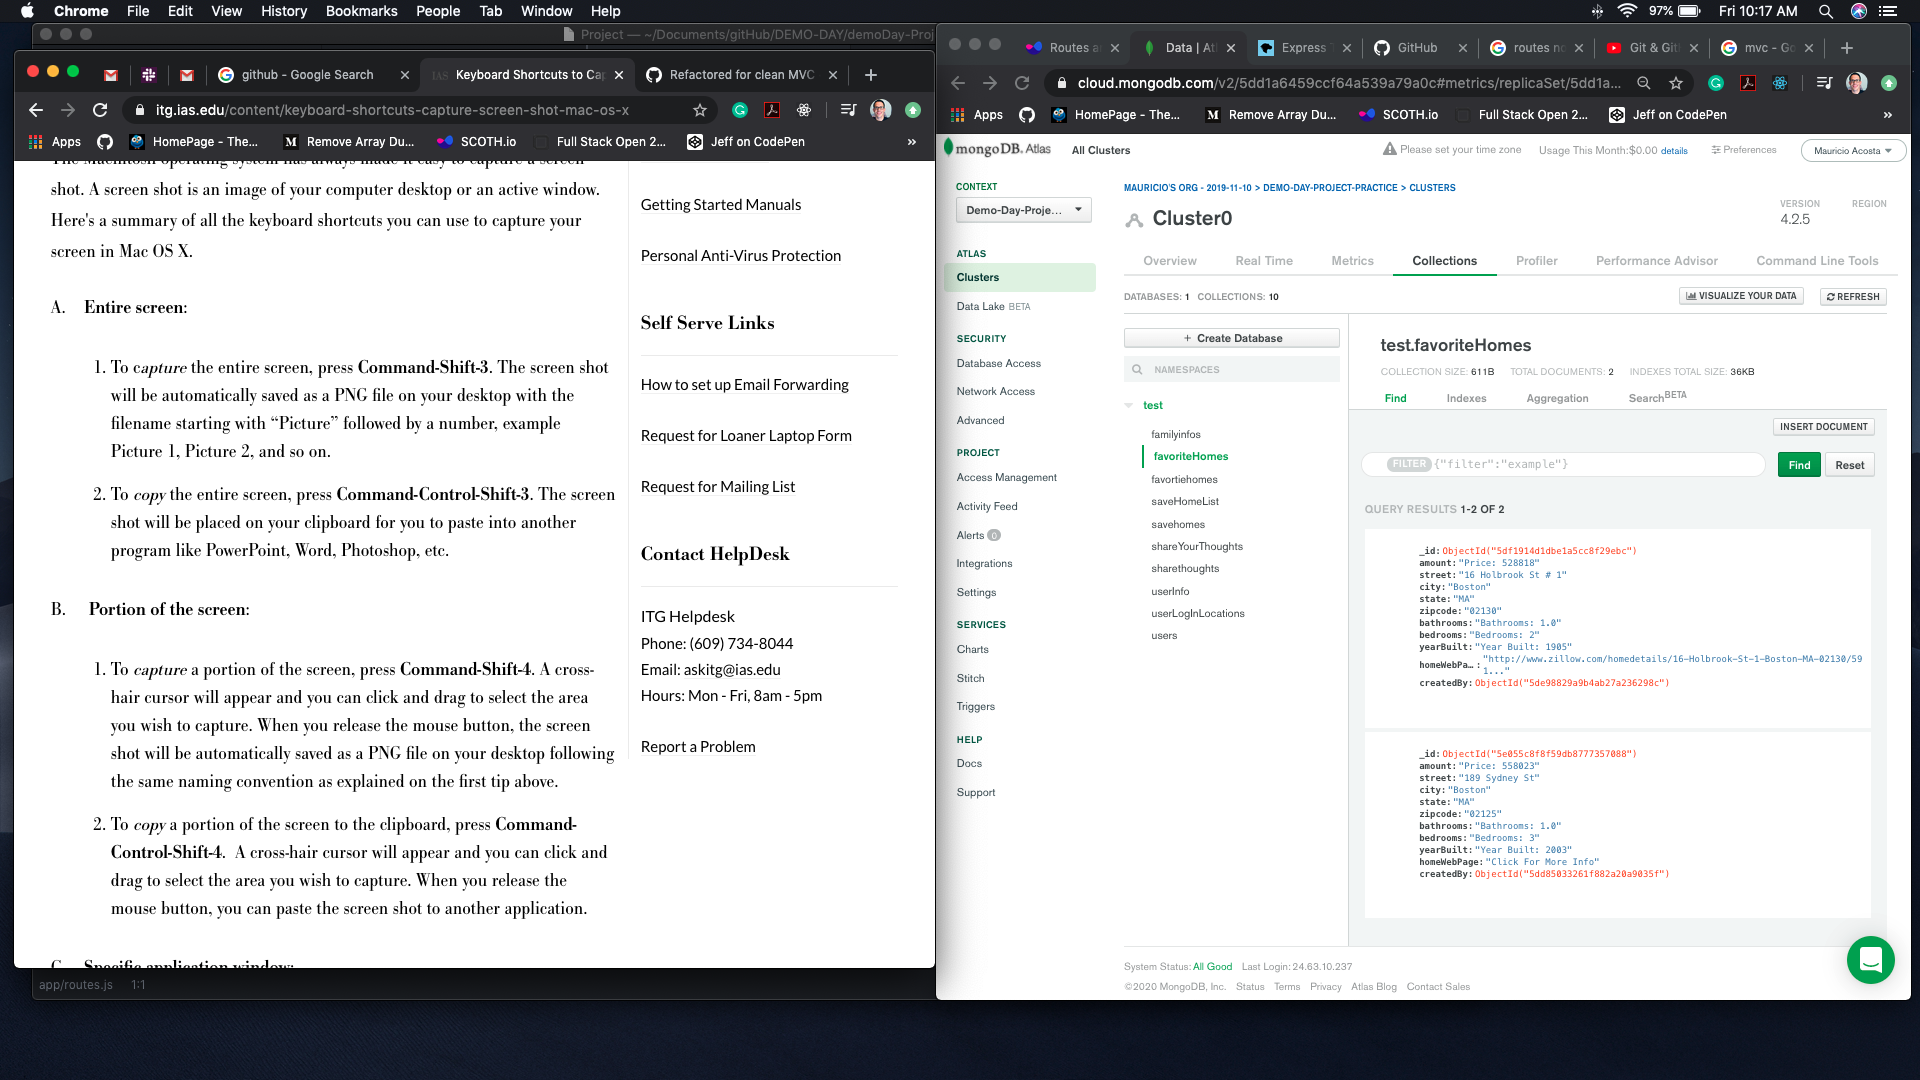 Chrome File Edit View History Bookmarks People Tab Window Help
97% Fri 10:17 AM
Project — ~/Documents/gitHub/DEMO-DAY/demoDay-Proj
github - Google Search
IAS Keyboard Shortcuts to Cap
Refactored for clean MVC
itg.ias.edu/content/keyboard-shortcuts-capture-screen-shot-mac-os-x
Apps
HomePage - The...
M Remove Array Du...
SCOTH.io
Full Stack Open 2...
Jeff on CodePen
»
The Macintosh operating system has always made it easy to capture a screen
shot. A screen shot is an image of your computer desktop or an active window.
Here's a summary of all the keyboard shortcuts you can use to capture your
screen in Mac OS X.
A. Entire screen:
1. To capture the entire screen, press Command-Shift-3. The screen shot
will be automatically saved as a PNG file on your desktop with the
filename starting with “Picture” followed by a number, example
Picture 1, Picture 2, and so on.
2. To copy the entire screen, press Command-Control-Shift-3. The screen
shot will be placed on your clipboard for you to paste into another
program like PowerPoint, Word, Photoshop, etc.
B. Portion of the screen:
1. To capture a portion of the screen, press Command-Shift-4. A cross-
hair cursor will appear and you can click and drag to select the area
you wish to capture. When you release the mouse button, the screen
shot will be automatically saved as a PNG file on your desktop following
the same naming convention as explained on the first tip above.
2. To copy a portion of the screen to the clipboard, press Command-
Control-Shift-4. A cross-hair cursor will appear and you can click and
drag to select the area you wish to capture. When you release the
mouse button, you can paste the screen shot to another application.
C. Specific application window:
Getting Started Manuals
Personal Anti-Virus Protection
Self Serve Links
How to set up Email Forwarding
Request for Loaner Laptop Form
Request for Mailing List
Contact HelpDesk
ITG Helpdesk
Phone: (609) 734-8044
Email: askitg@ias.edu
Hours: Mon - Fri, 8am - 5pm
Report a Problem
app/routes.js 1:1
Routes a
Data | Atl
Express T
GitHub
routes no
Git & Git
mvc - Go
cloud.mongodb.com/v2/5dd1a6459ccf64a539a79a0c#metrics/replicaSet/5dd1a...
Apps
HomePage - The...
M Remove Array Du...
SCOTH.io
Full Stack Open 2...
Jeff on CodePen
»
mongoDB. Atlas
All Clusters
Please set your time zone
Usage This Month:$0.00 details
Preferences
Mauricio Acosta
CONTEXT
Demo-Day-Proje...
ATLAS
Clusters
Data Lake BETA
SECURITY
Database Access
Network Access
Advanced
PROJECT
Access Management
Activity Feed
Alerts 0
Integrations
Settings
SERVICES
Charts
Stitch
Triggers
HELP
Docs
Support
MAURICIO'S ORG - 2019-11-10 > DEMO-DAY-PROJECT-PRACTICE > CLUSTERS
Cluster0
VERSION
4.2.5
REGION
Overview Real Time Metrics Collections Profiler Performance Advisor Command Line Tools
DATABASES: 1 COLLECTIONS: 10
VISUALIZE YOUR DATA
REFRESH
+ Create Database
NAMESPACES
test
familyinfos
favoriteHomes
favortiehomes
saveHomeList
savehomes
shareYourThoughts
sharethoughts
userInfo
userLogInLocations
users
test.favoriteHomes
COLLECTION SIZE: 611B TOTAL DOCUMENTS: 2 INDEXES TOTAL SIZE: 36KB
Find Indexes Aggregation Search BETA
INSERT DOCUMENT
FILTER {"filter":"example"}
Find
Reset
QUERY RESULTS 1-2 OF 2
_id: ObjectId("5df1914d1dbe1a5cc8f29ebc")
amount: "Price: 528818"
street: "16 Holbrook St # 1"
city: "Boston"
state: "MA"
zipcode: "02130"
bathrooms: "Bathrooms: 1.0"
bedrooms: "Bedrooms: 2"
yearBuilt: "Year Built: 1905"
homeWebPa… : "http://www.zillow.com/homedetails/16-Holbrook-St-1-Boston-MA-02130/59
1..."
createdBy: ObjectId("5de98829a9b4ab27a236298c")
_id: ObjectId("5e055c8f8f59db8777357088")
amount: "Price: 558023"
street: "189 Sydney St"
city: "Boston"
state: "MA"
zipcode: "02125"
bathrooms: "Bathrooms: 1.0"
bedrooms: "Bedrooms: 3"
yearBuilt: "Year Built: 2003"
homeWebPage: "Click For More Info"
createdBy: ObjectId("5dd85033261f882a20a9035f")
System Status: All Good Last Login: 24.63.10.237
©2020 MongoDB, Inc. Status Terms Privacy Atlas Blog Contact Sales